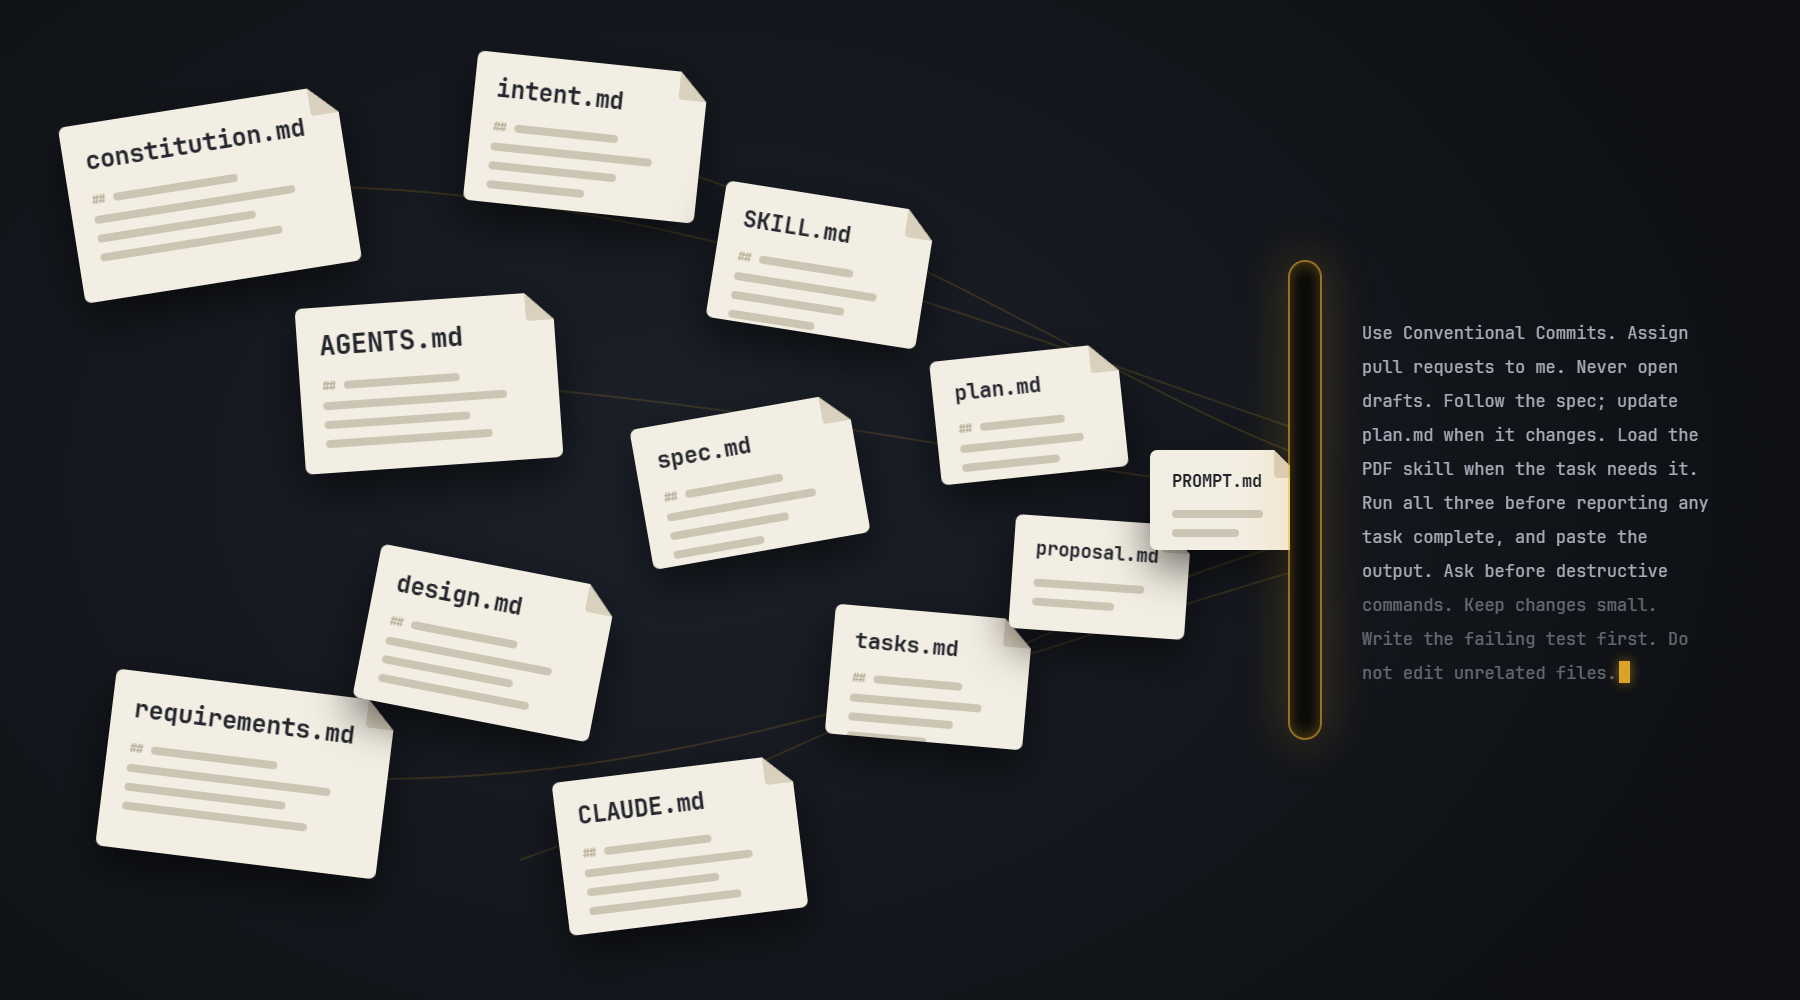 constitution.md
##
intent.md
##
SKILL.md
##
AGENTS.md
##
spec.md
##
plan.md
##
PROMPT.md
proposal.md
design.md
##
tasks.md
##
requirements.md
##
CLAUDE.md
##
Use Conventional Commits. Assign
pull requests to me. Never open
drafts. Follow the spec; update
plan.md when it changes. Load the
PDF skill when the task needs it.
Run all three before reporting any
task complete, and paste the
output. Ask before destructive
commands. Keep changes small.
Write the failing test first. Do
not edit unrelated files.